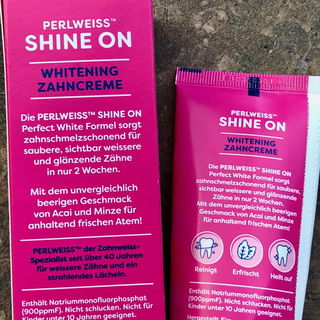 PERLWEISS™
SHINE ON
WHITENING
ZAHNCREME
Die PERLWEISS™ SHINE ON
Perfect White Formel sorgt
zahnschmelzschonend für saubere,
sichtbar weissere
und glänzende Zähne
in nur 2 Wochen.
Mit dem unvergleichlich
beerigen Geschmack
von Acai und Minze für
anhaltend frischen Atem!
PERLWEISS™ der Zahnweiss-
Spezialist seit über 40 Jahren
für weissere Zähne und ein
strahlendes Lächeln.
Enthält Natriummonofluorphosphat
(900ppmF). Nicht schlucken. Nicht für
Kinder unter 10 Jahren geeignet.
PERLWEISS™
SHINE ON
WHITENING
ZAHNCREME
Die PERLWEISS™ SHINE ON
Perfect White Formel sorgt
zahnschmelzschonend für saubere,
sichtbar weissere und glänzende
Zähne in nur 2 Wochen.
Mit dem unvergleichlich beerigen
Geschmack von Acai und
Minze für anhaltend
frischen Atem!
Reinigt
Erfrischt
Hellt auf
Enthält Natriummonofluorphosphat
(900ppmF). Nicht schlucken. Nicht für
Kinder unter 10 Jahren geeignet.